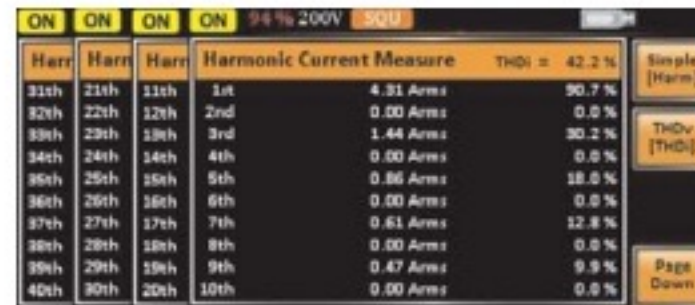 ON ON ON ON 94% 200V SQU
Harr Harn Harn Harmonic Current Measure THDi = 42.2 % Simple [Harm
31th 21th 11th 1st 4.31 Arms 90.7 %
32th 22th 12th 2nd 0.00 Arms 0.0 %
33th 23th 13th 3rd 1.44 Arms 30.2 % THDv [THDi]
34th 24th 14th 4th 0.00 Arms 0.0 %
35th 25th 15th 5th 0.86 Arms 18.0 %
36th 26th 16th 6th 0.00 Arms 0.0 %
37th 27th 17th 7th 0.61 Arms 12.8 %
38th 28th 18th 8th 0.00 Arms 0.0 %
39th 29th 19th 9th 0.47 Arms 9.9 % Page
40th 30th 20th 10th 0.00 Arms 0.0 % Down